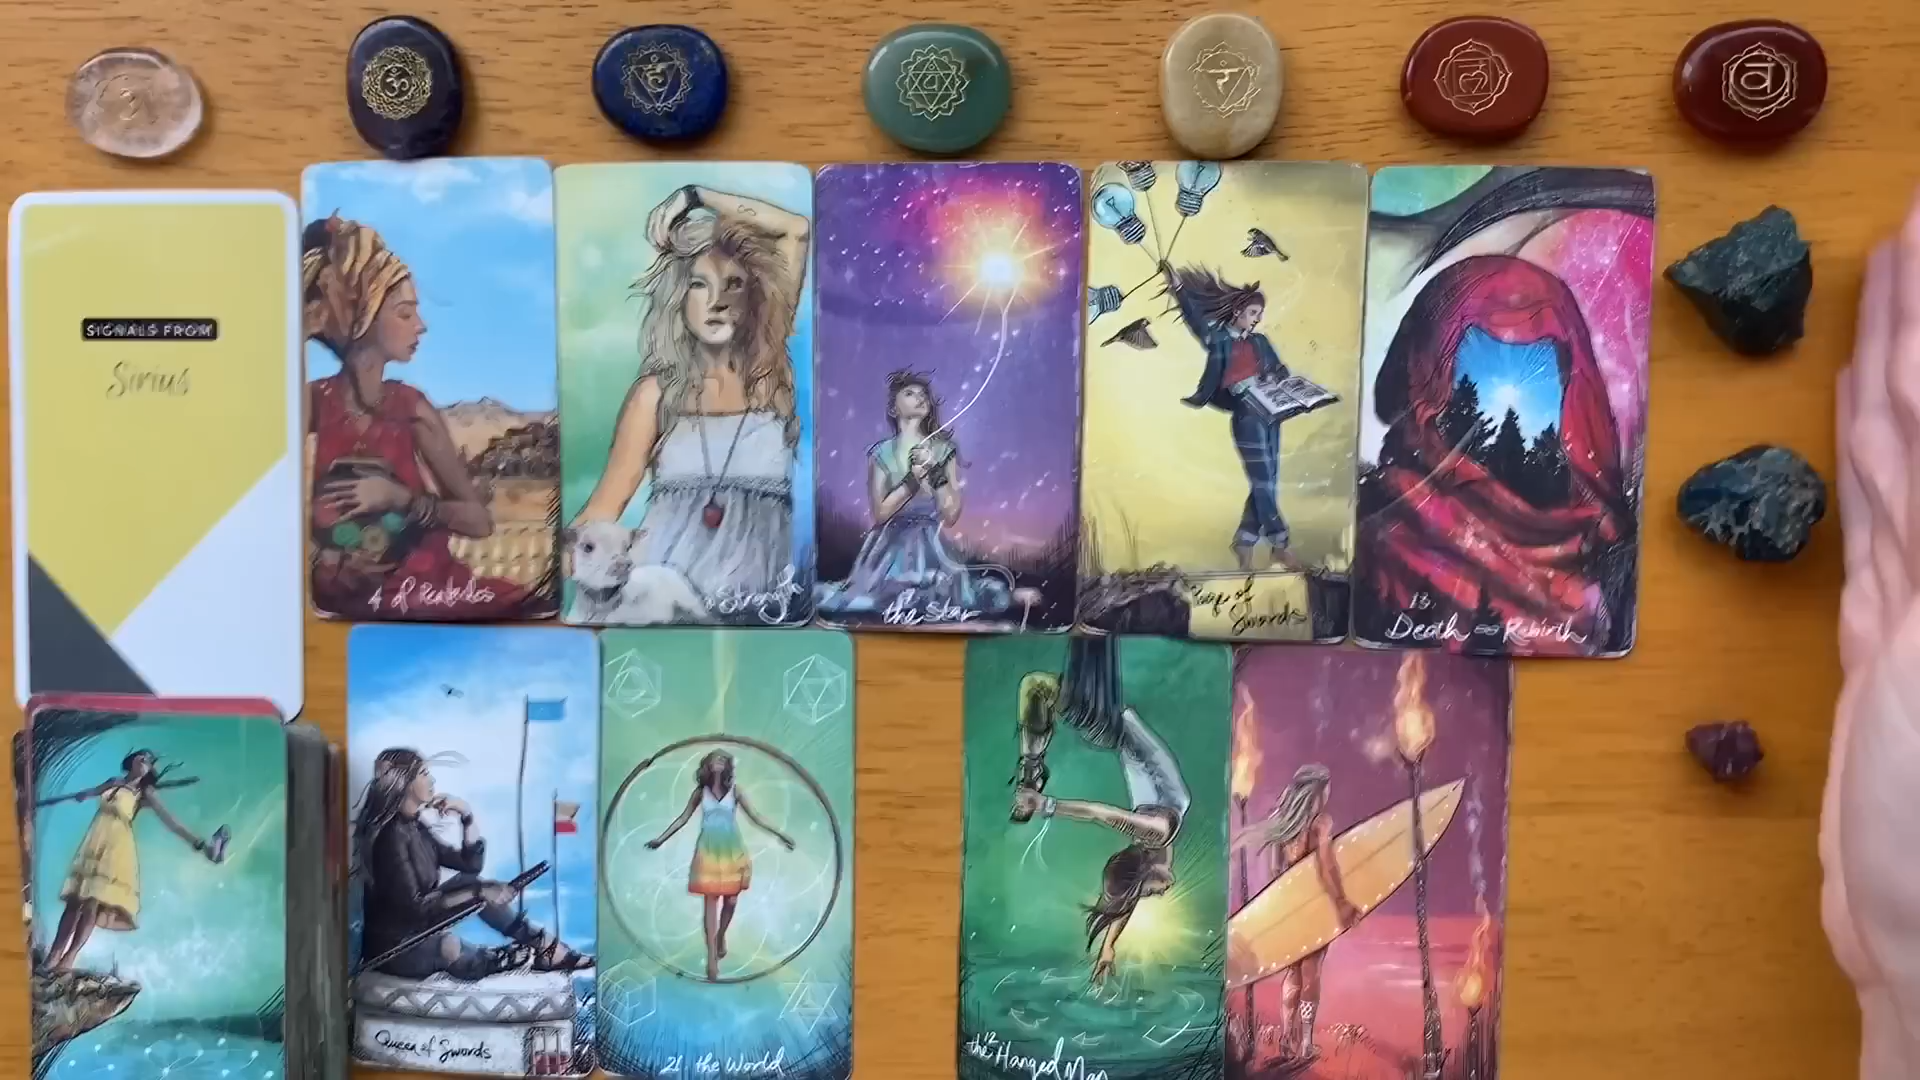 SIGNALS FROM
Sirius
4 of Pentacles
Strength
the Star
Page of
Swords
13.
Death ∞ Rebirth
Queen of Swords
21. the World
the 12 Hanged Man